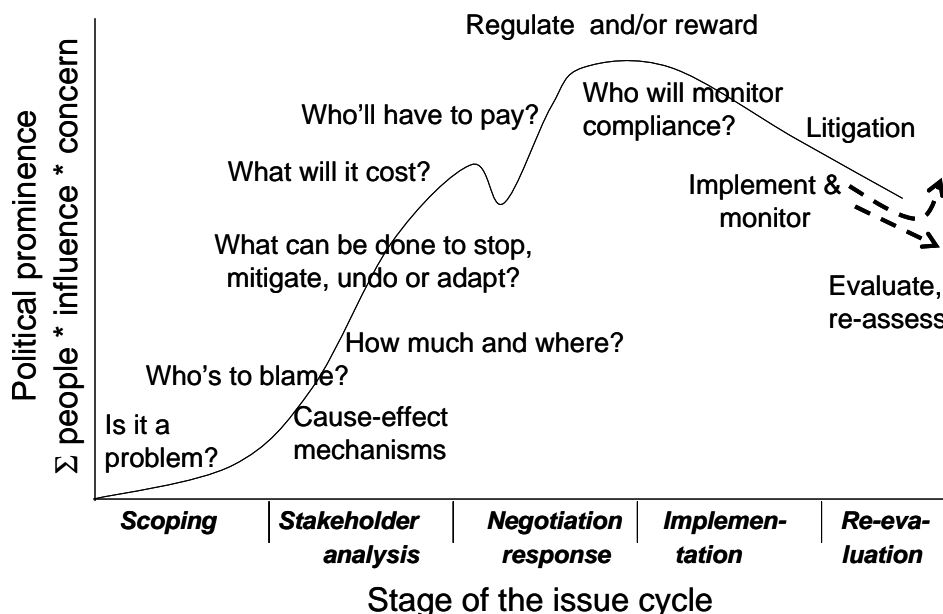 Regulate and/or reward
Who'll have to pay?
Who will monitor
compliance?
Litigation
What will it cost?
Implement &
monitor
What can be done to stop,
mitigate, undo or adapt?
Evaluate,
re-assess
How much and where?
Who's to blame?
Cause-effect
mechanisms
Is it a
problem?
Political prominence
Σ people * influence * concern
Scoping
Stakeholder
analysis
Negotiation
response
Implemen-
tation
Re-eva-
luation
Stage of the issue cycle